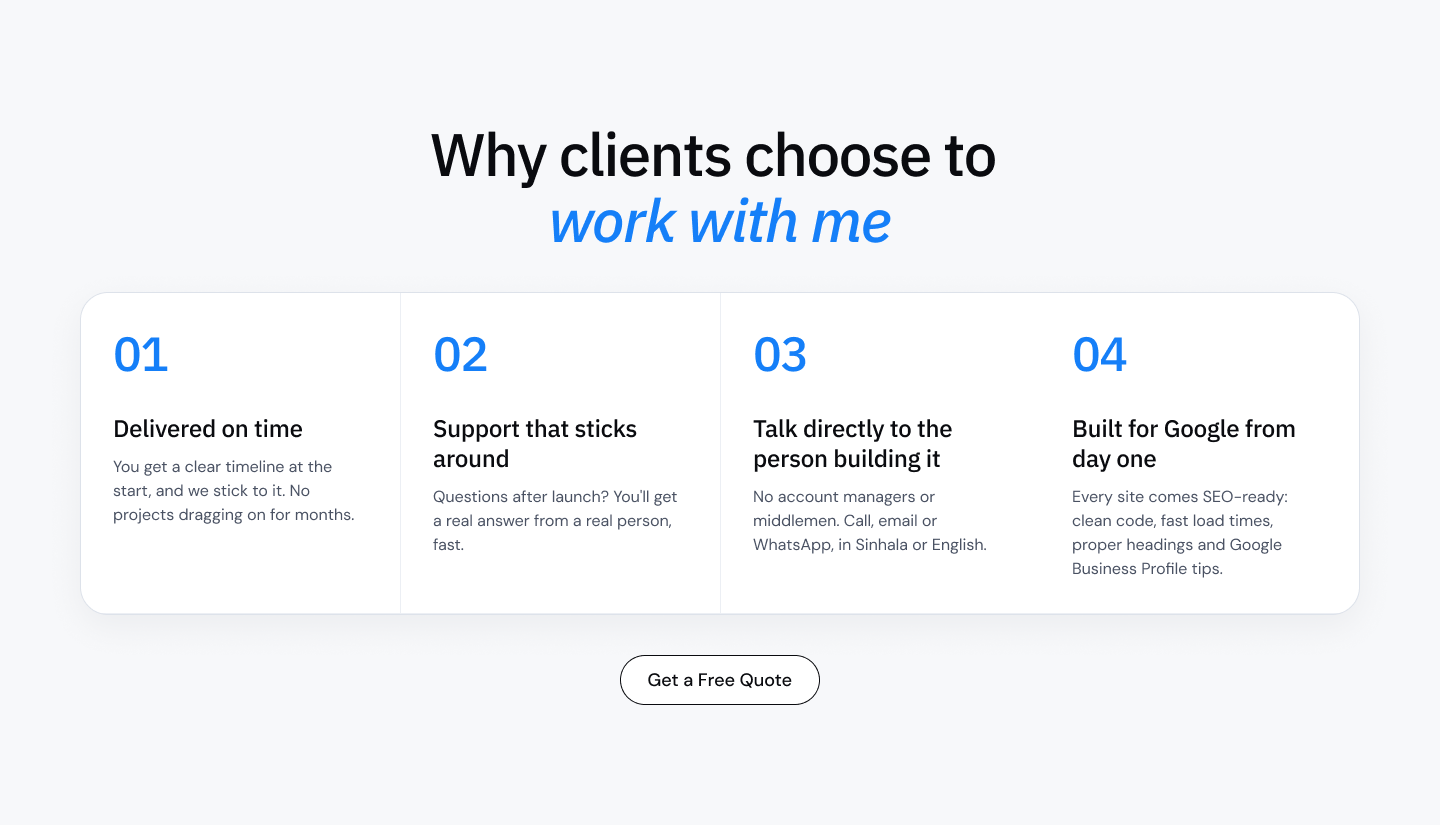 Why clients choose to
work with me
01
Delivered on time
You get a clear timeline at the
start, and we stick to it. No
projects dragging on for months.
02
Support that sticks
around
Questions after launch? You'll get
a real answer from a real person,
fast.
03
Talk directly to the
person building it
No account managers or
middlemen. Call, email or
WhatsApp, in Sinhala or English.
04
Built for Google from
day one
Every site comes SEO-ready:
clean code, fast load times,
proper headings and Google
Business Profile tips.
Get a Free Quote